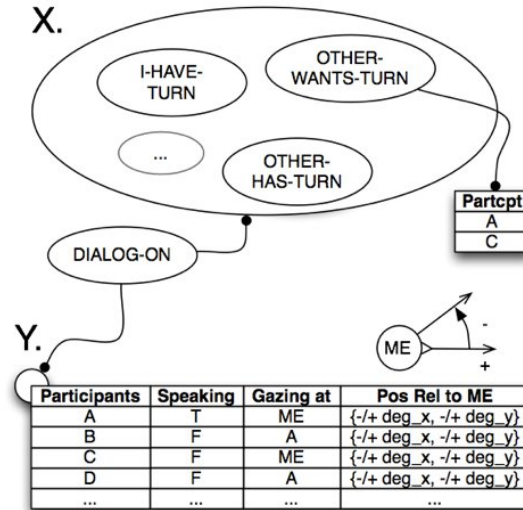 X.
I-HAVE-
TURN
OTHER-
WANTS-TURN
...
OTHER-
HAS-TURN
Partcpt
A
C
DIALOG-ON
Y.
ME
-
+
Participants Speaking Gazing at Pos Rel to ME
A T ME {-/+ deg_x, -/+ deg_y}
B F A {-/+ deg_x, -/+ deg_y}
C F ME {-/+ deg_x, -/+ deg_y}
D F A {-/+ deg_x, -/+ deg_y}
... ... ... ...